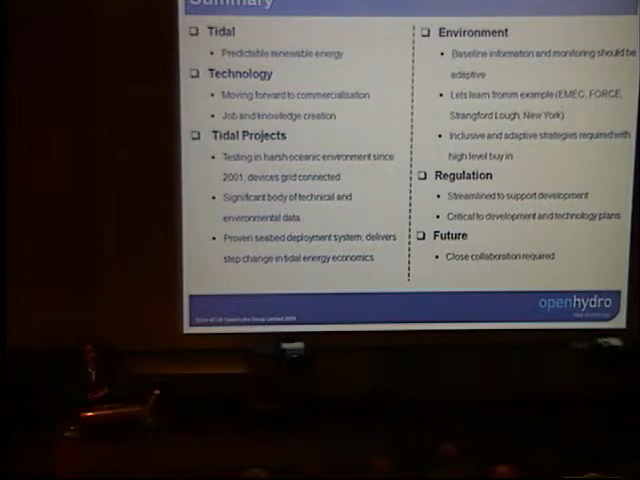 Summary
❑ Tidal
• Predictable renewable energy
❑ Technology
• Moving forward to commercialisation
• Job and knowledge creation
❑ Tidal Projects
• Testing in harsh oceanic environment since
2001, devices grid connected
• Significant body of technical and
environmental data
• Proven seabed deployment system, delivers
step change in tidal energy economics
❑ Environment
• Baseline information and monitoring should be
adaptive
• Lets learn fromm example (EMEC, FORCE,
Strangford Lough, New York)
• Inclusive and adaptive strategies required with
high level buy in
❑ Regulation
• Streamlined to support development
• Critical to development and technology plans
❑ Future
• Close collaboration required
openhydro